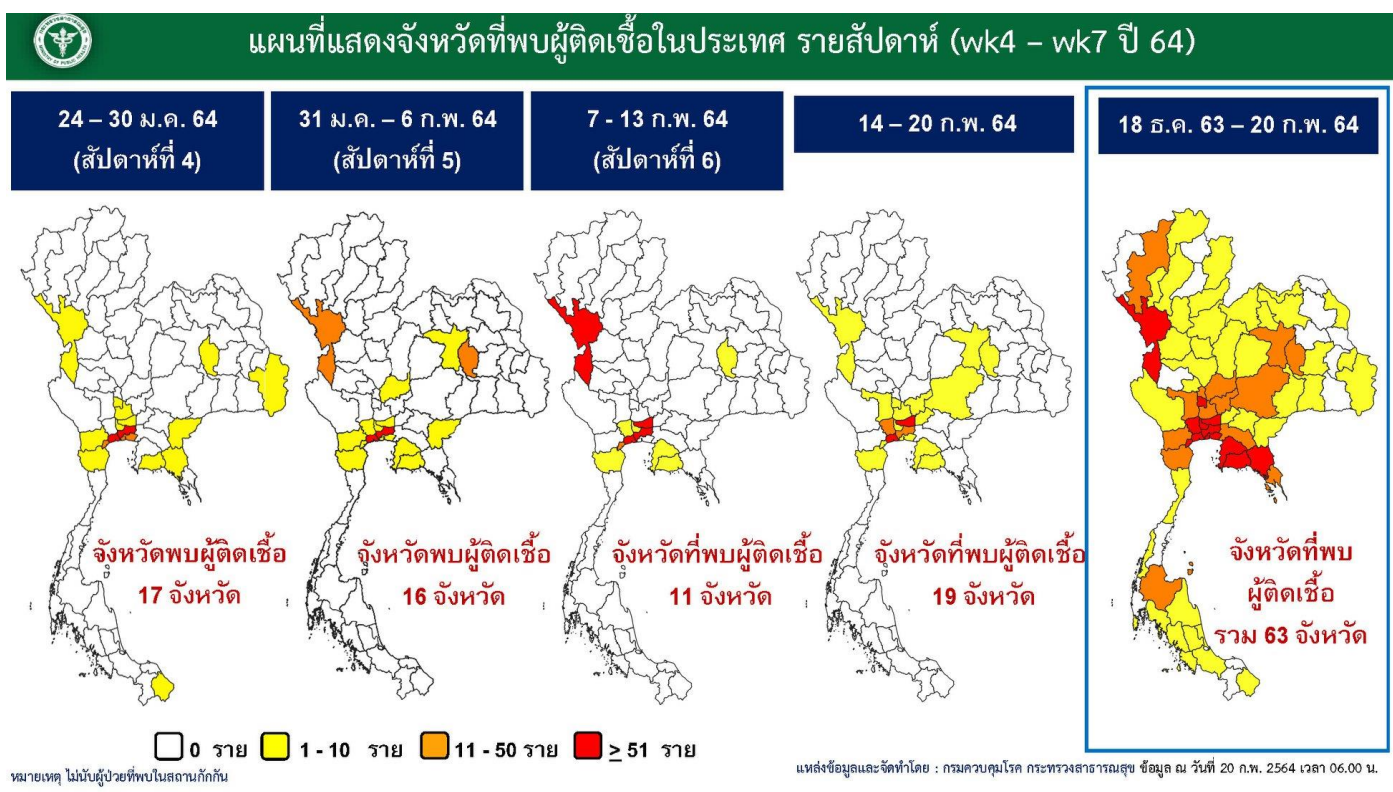 แผนที่แสดงจังหวัดที่พบผู้ติดเชื้อในประเทศ รายสัปดาห์ (wk4 – wk7 ปี 64)
24 – 30 ม.ค. 64
(สัปดาห์ที่ 4)
31 ม.ค. – 6 ก.พ. 64
(สัปดาห์ที่ 5)
7 - 13 ก.พ. 64
(สัปดาห์ที่ 6)
14 – 20 ก.พ. 64
18 ธ.ค. 63 – 20 ก.พ. 64
จังหวัดพบผู้ติดเชื้อ
17 จังหวัด
จังหวัดพบผู้ติดเชื้อ
16 จังหวัด
จังหวัดที่พบผู้ติดเชื้อ
11 จังหวัด
จังหวัดที่พบผู้ติดเชื้อ
19 จังหวัด
จังหวัดที่พบ
ผู้ติดเชื้อ
รวม 63 จังหวัด
0 ราย 1 - 10 ราย 11 - 50 ราย ≥ 51 ราย
หมายเหตุ ไม่นับผู้ป่วยที่พบในสถานกักกัน
แหล่งข้อมูลและจัดทำโดย : กรมควบคุมโรค กระทรวงสาธารณสุข ข้อมูล ณ วันที่ 20 ก.พ. 2564 เวลา 06.00 น.